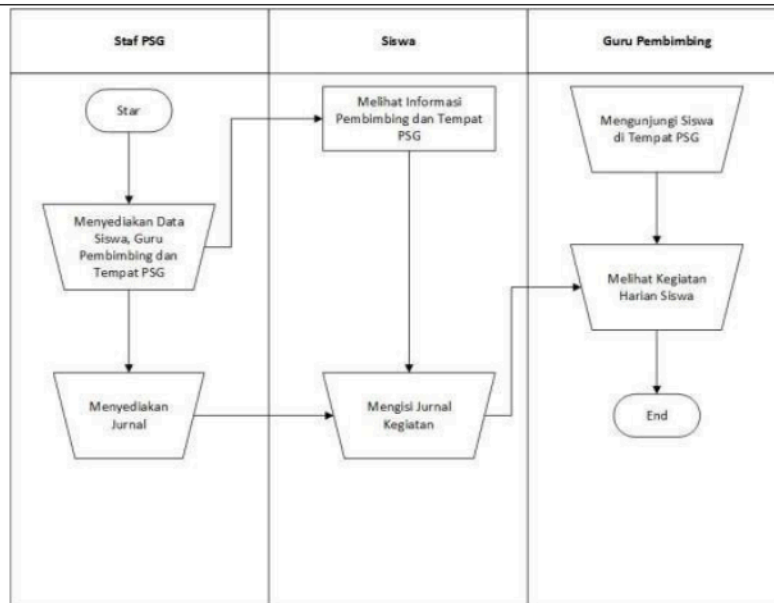 Staf PSG
Siswa
Guru Pembimbing
Star
Menyediakan Data
Siswa, Guru
Pembimbing dan
Tempat PSG
Menyediakan
Jurnal
Melihat Informasi
Pembimbing dan Tempat
PSG
Mengisi Jurnal
Kegiatan
Mengunjungi Siswa
di Tempat PSG
Melihat Kegiatan
Harian Siswa
End